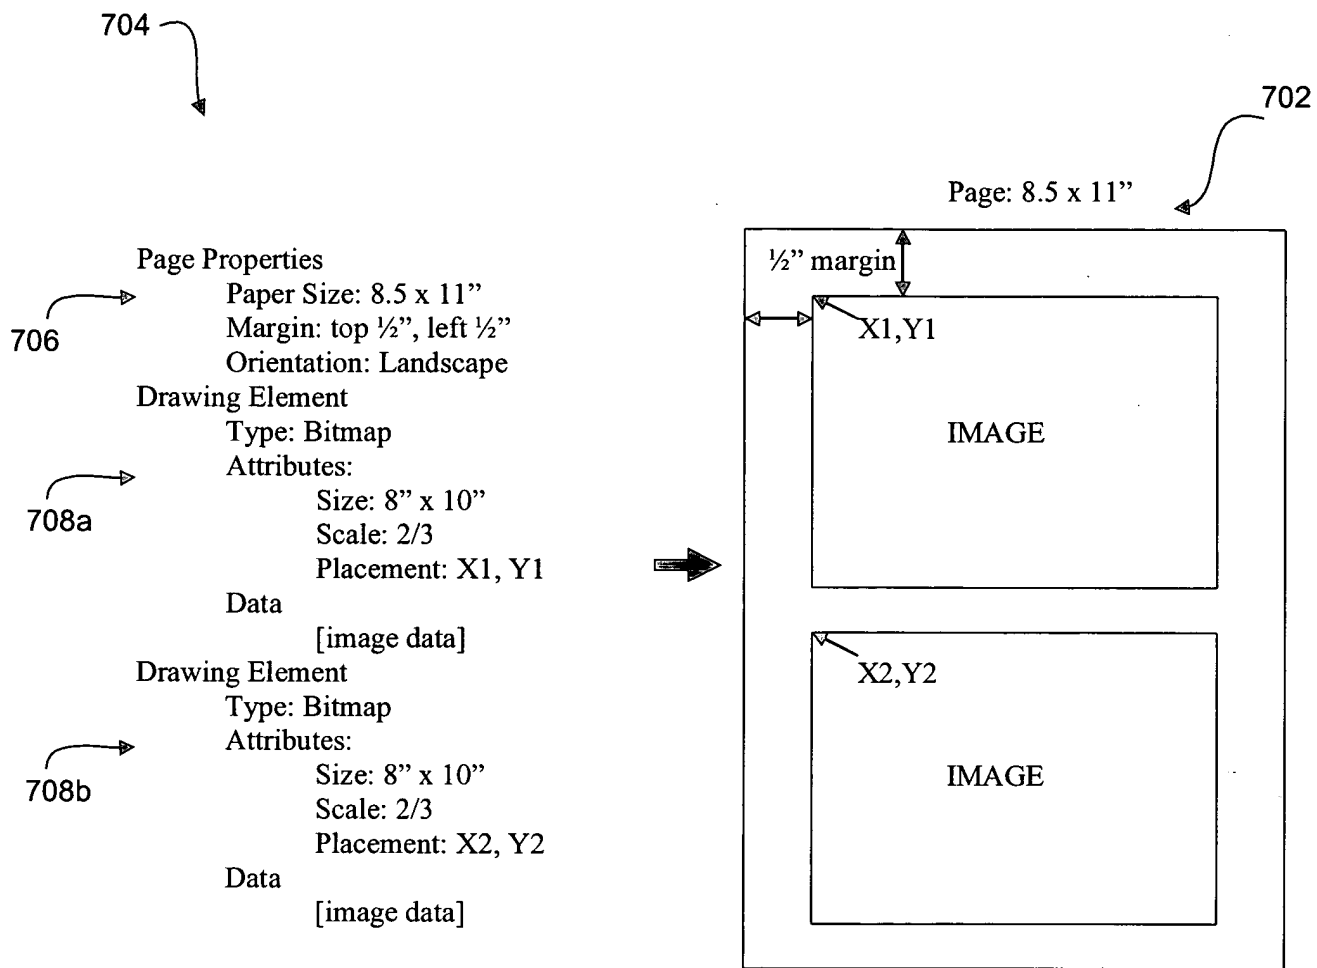 704
702
Page: 8.5 x 11”
Page Properties
Paper Size: 8.5 x 11”
Margin: top ½”, left ½”
Orientation: Landscape
706
Drawing Element
Type: Bitmap
Attributes:
Size: 8” x 10”
Scale: 2/3
Placement: X1, Y1
708a
Data
[image data]
Drawing Element
Type: Bitmap
Attributes:
Size: 8” x 10”
Scale: 2/3
Placement: X2, Y2
708b
Data
[image data]
½” margin
X1,Y1
IMAGE
X2,Y2
IMAGE